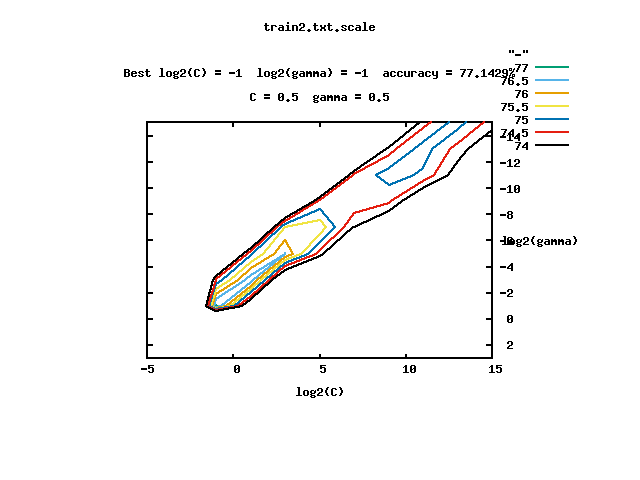 train2.txt.scale
"-"
Best log2(C) = -1  log2(gamma) = -1  accuracy = 77.1429%
77
76.5
C = 0.5  gamma = 0.5
76
75.5
75
74.5
74
-14
-12
-10
-8
-6
log2(gamma)
-4
-2
0
2
-5 0 5 10 15
log2(C)